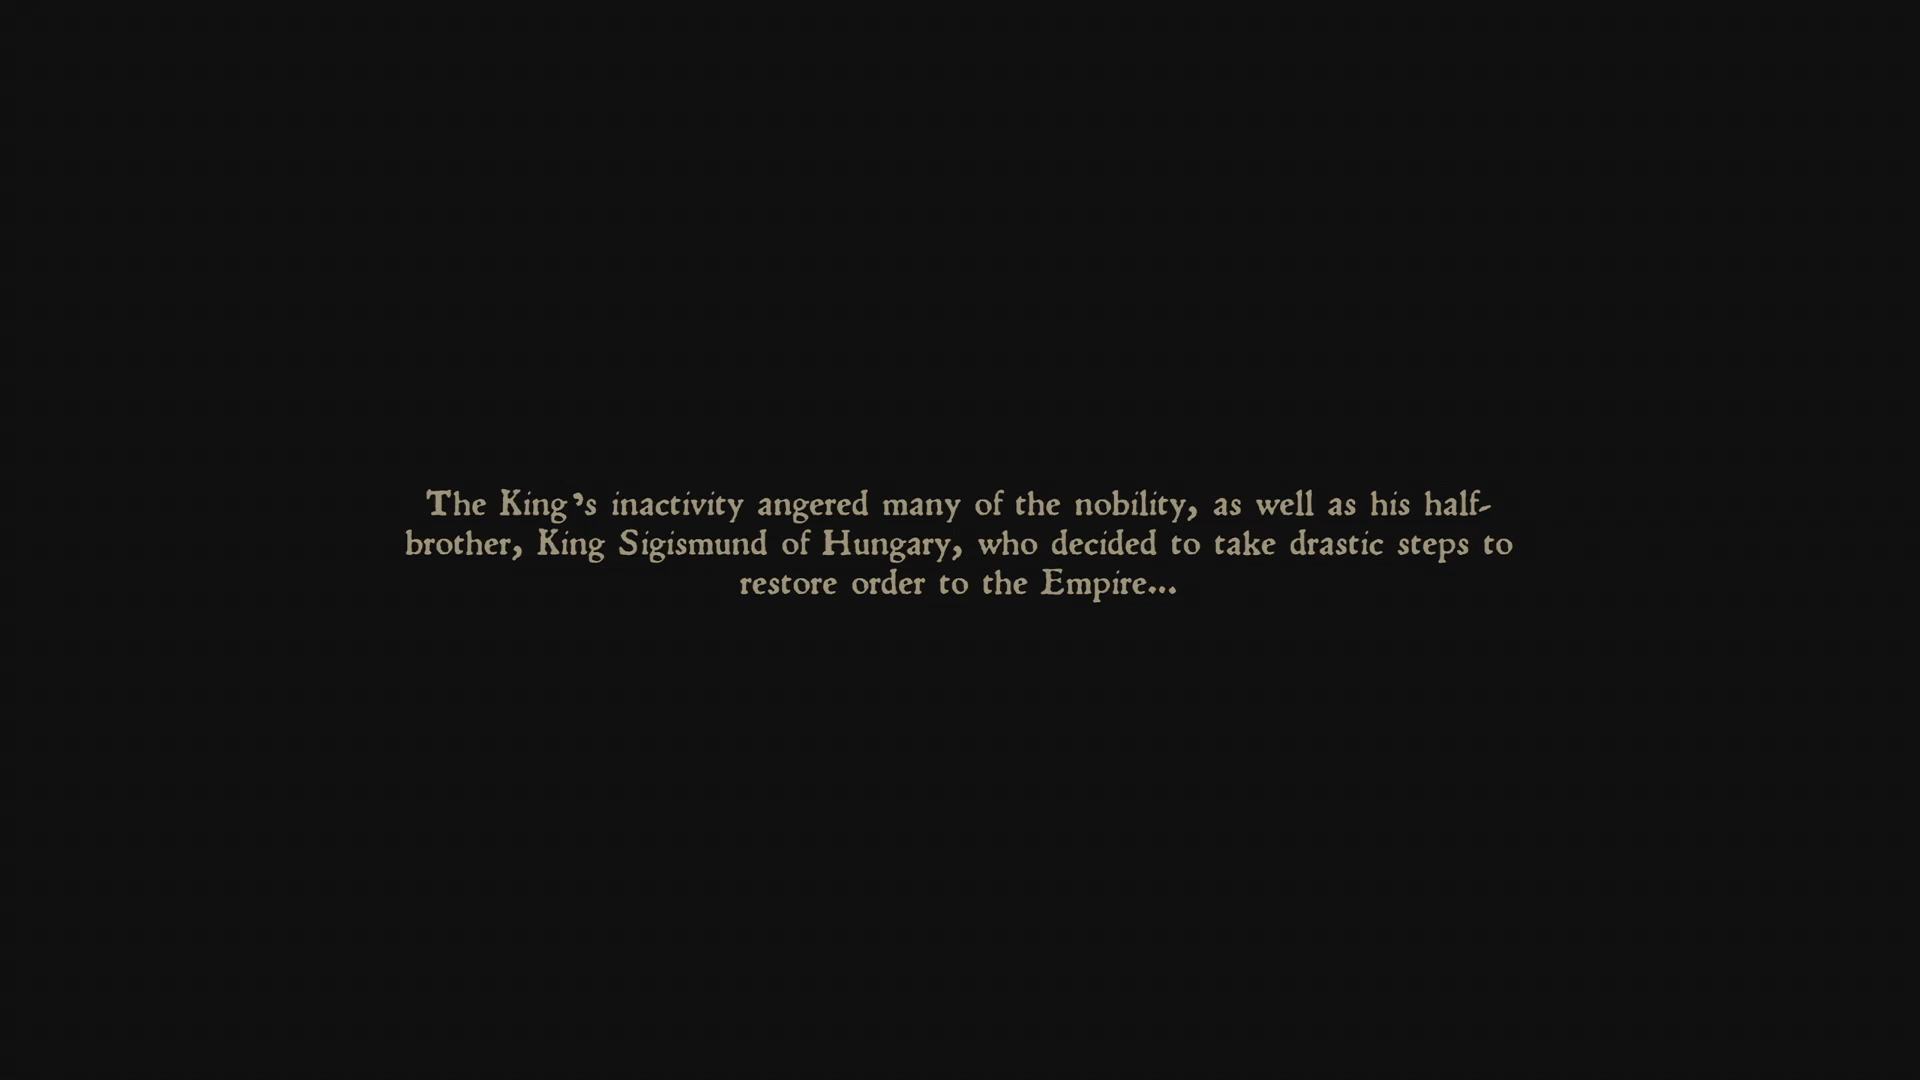 The King's inactivity angered many of the nobility, as well as his half-
brother, King Sigismund of Hungary, who decided to take drastic steps to
restore order to the Empire...